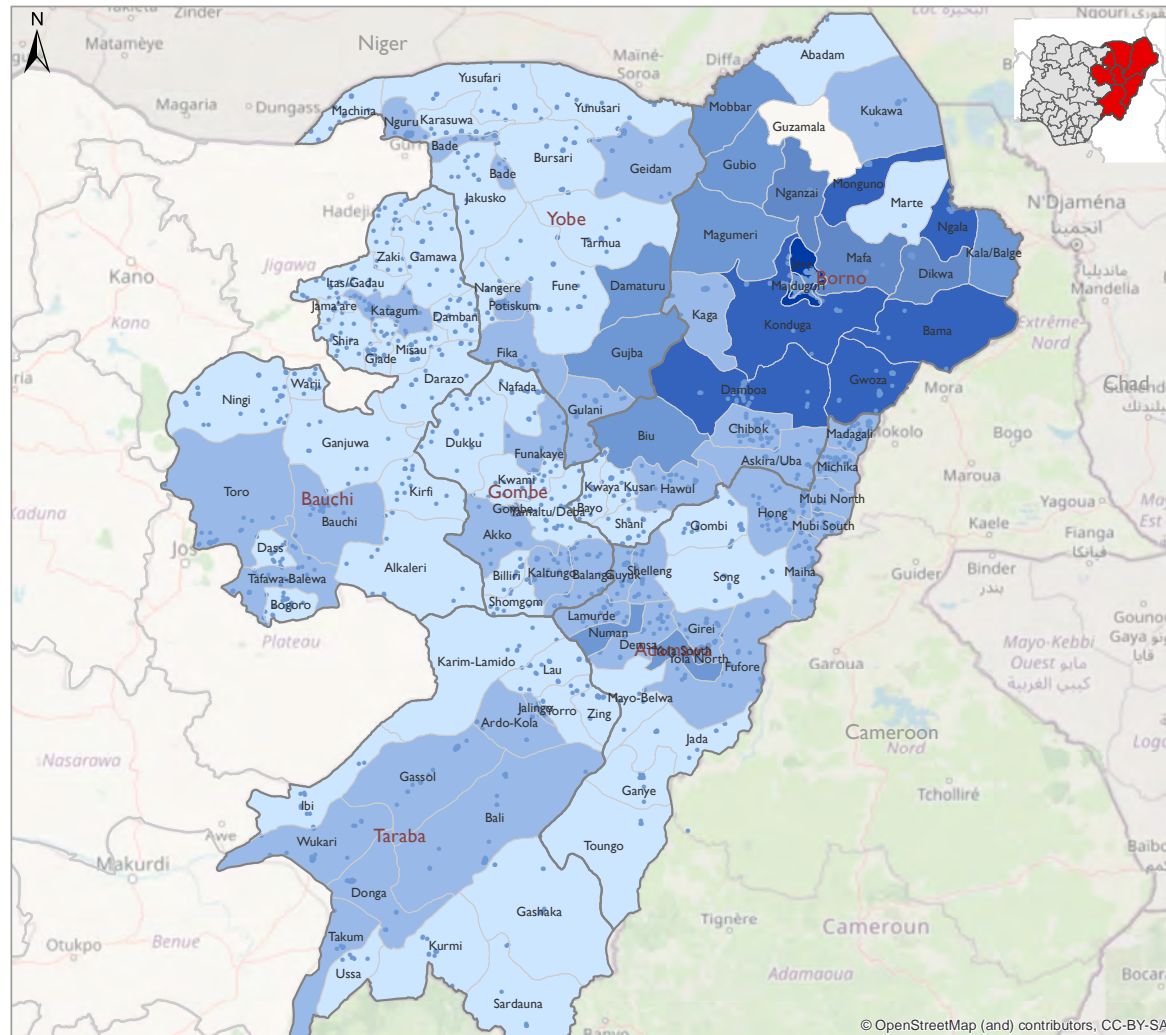 N
Zinder
Matamèye
Niger
Maïné-
Soroa
Diffa
Magaria
Dungass
Hadeji
Jigawa
Kano
Kano
Jos
Plateau
Nasarawa
Awe
Makurdi
Otukpo
Benue
N'Djaména
انجمينا
Mandelia
Extrême-
Nord
Chad
Mora
Bogo
Maroua
Yagoua
Kaele
Fianga
Guider
Binder
Garoua
Mayo-Kebbi
Ouest
Cameroon
Nord
Tcholliré
Tignère
Cameroun
Adamaoua
Yobe
Borno
Bauchi
Gombe
Taraba
Abadam
Kukawa
Mobbar
Guzamala
Gubio
Nganzai
Monguno
Marte
Ngala
Kala/Balge
Magumeri
Mafa
Dikwa
Kaga
Konduga
Bama
Damboa
Gwoza
Chibok
Biu
Askira/Uba
Hawul
Kwaya Kusar
Bayo
Shani
Machina
Yusufari
Yunusari
Nguru
Karasuwa
Bade
Bade
Bursari
Geidam
Jakusko
Tarmua
Nangere
Fune
Damaturu
Potiskum
Fika
Gujba
Gulani
Zaki
Gamawa
Itas/Gadau
Jama'are
Katagum
Damban
Shira
Giade
Misau
Darazo
Warji
Ningi
Ganjuwa
Toro
Kirfi
Bauchi
Dass
Tafawa-Balewa
Bogoro
Alkaleri
Nafada
Dukku
Funakaye
Kwami
Gombe
Yamaltu/Deba
Akko
Billiri
Kaltungo
Balanga
Shomgom
Madagali
Michika
Mubi North
Hong
Mubi South
Gombi
Maiha
Guyuk
Shelleng
Song
Lamurde
Numan
Demsa
Girei
Yola North
Fufore
Mayo-Belwa
Jada
Ganye
Toungo
Karim-Lamido
Lau
Jalingo
Yorro
Zing
Ardo-Kola
Gassol
Ibi
Bali
Wukari
Donga
Takum
Ussa
Kurmi
Gashaka
Sardauna
© OpenStreetMap (and) contributors, CC-BY-SA